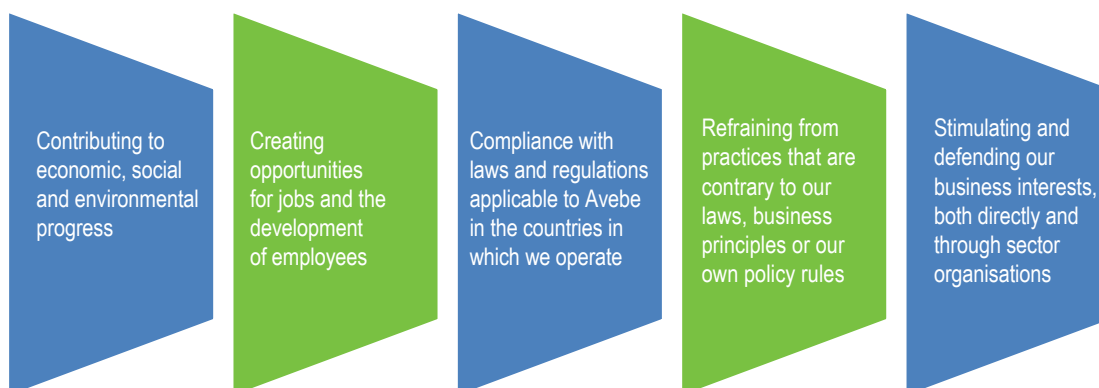 Contributing to
economic, social
and environmental
progress
Creating
opportunities
for jobs and the
development
of employees
Compliance with
laws and regulations
applicable to Avebe
in the countries in
which we operate
Refraining from
practices that are
contrary to our
laws, business
principles or our
own policy rules
Stimulating and
defending our
business interests,
both directly and
through sector
organisations